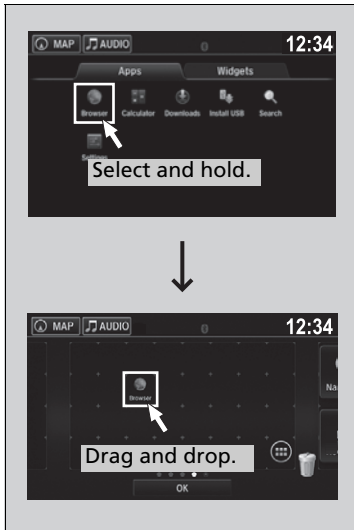 MAP AUDIO 12:34
Apps Widgets
Browser Calculator Downloads Install USB Search
Settings
Select and hold.
MAP AUDIO 12:34
Browser
Drag and drop.
OK